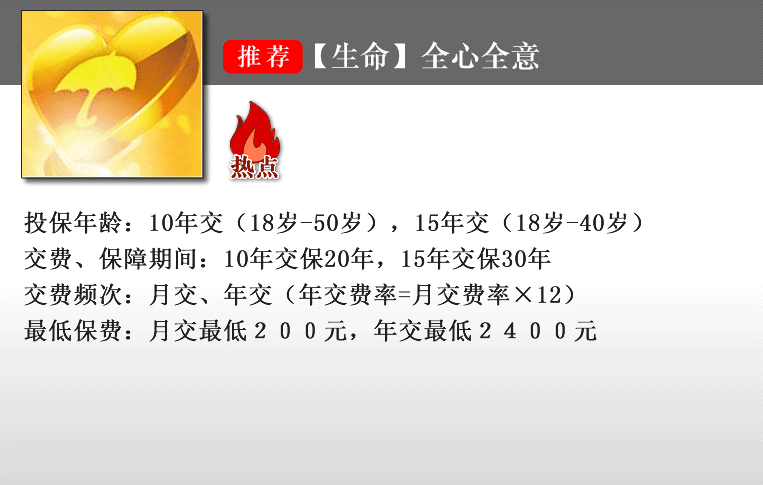 推荐【生命】全心全意
热点
投保年龄：10年交（18岁-50岁），15年交（18岁-40岁）
交费、保障期间：10年交保20年，15年交保30年
交费频次：月交、年交（年交费率=月交费率×12）
最低保费：月交最低２００元，年交最低２４００元